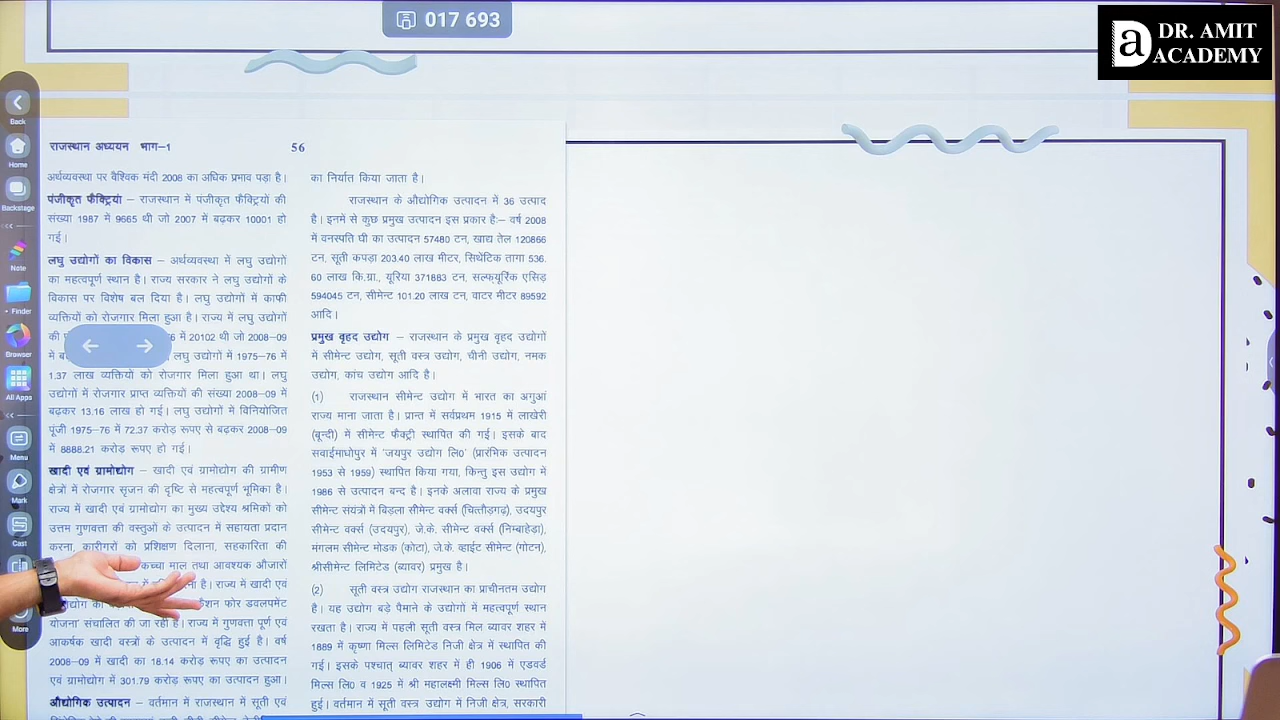 017 693
DR. AMIT
ACADEMY
Back
Home
Backstage
Note
Finder
Browser
All Apps
Menu
Mark
Cast
More
राजस्थान अध्ययन भाग–1
56
अर्थव्यवस्था पर वैश्विक मंदी 2008 का अधिक प्रभाव पड़ा है।
पंजीकृत फैक्ट्रियां – राजस्थान में पंजीकृत फैक्ट्रियों की
संख्या 1987 में 9665 थी जो 2007 में बढ़कर 10001 हो
गई।
लघु उद्योगों का विकास – अर्थव्यवस्था में लघु उद्योगों
का महत्वपूर्ण स्थान है। राज्य सरकार ने लघु उद्योगों के
विकास पर विशेष बल दिया है। लघु उद्योगों में काफी
व्यक्तियों को रोजगार मिला हुआ है। राज्य में लघु उद्योगों
की में 20102 थी जो 2008–09
में लघु उद्योगों में 1975–76 में
1.37 लाख व्यक्तियों को रोजगार मिला हुआ था। लघु
उद्योगों में रोजगार प्राप्त व्यक्तियों की संख्या 2008–09 में
बढ़कर 13.16 लाख हो गई। लघु उद्योगों में विनियोजित
पूंजी 1975–76 में 72.37 करोड़ रूपए से बढ़कर 2008–09
में 8888.21 करोड़ रूपए हो गई।
खादी एवं ग्रामोद्योग – खादी एवं ग्रामोद्योग की ग्रामीण
क्षेत्रों में रोजगार सृजन की दृष्टि से महत्वपूर्ण भूमिका है।
राज्य में खादी एवं ग्रामोद्योग का मुख्य उद्देश्य श्रमिकों को
उत्तम गुणवत्ता की वस्तुओं के उत्पादन में सहायता प्रदान
करना, कारीगरों को प्रशिक्षण दिलाना, सहकारिता की
कच्चा माल तथा आवश्यक औजारों
है। राज्य में खादी एवं
फोर डवलपमेंट
योजना' संचालित की जा रही है। राज्य में गुणवत्ता पूर्ण एवं
आकर्षक खादी वस्त्रों के उत्पादन में वृद्धि हुई है। वर्ष
2008–09 में खादी का 18.14 करोड़ रूपए का उत्पादन
एवं ग्रामोद्योग में 301.79 करोड़ रूपए का उत्पादन हुआ।
औद्योगिक उत्पादन – वर्तमान में राजस्थान में सूती एवं
का निर्यात किया जाता है।
राजस्थान के औद्योगिक उत्पादन में 36 उत्पाद
है। इनमें से कुछ प्रमुख उत्पादन इस प्रकार है:– वर्ष 2008
में वनस्पति घी का उत्पादन 57480 टन, खाद्य तेल 120866
टन, सूती कपड़ा 203.40 लाख मीटर, सिथेंटिक तागा 536.
60 लाख कि.ग्रा., यूरिया 371883 टन, सल्फ्यूरिक एसिड़
594045 टन, सीमेन्ट 101.20 लाख टन, वाटर मीटर 89592
आदि।
प्रमुख वृहद उद्योग – राजस्थान के प्रमुख वृहद उद्योगों
में सीमेन्ट उद्योग, सूती वस्त्र उद्योग, चीनी उद्योग, नमक
उद्योग, कांच उद्योग आदि है।
(1) राजस्थान सीमेन्ट उद्योग में भारत का अगुआं
राज्य माना जाता है। प्रान्त में सर्वप्रथम 1915 में लाखेरी
(बून्दी) में सीमेन्ट फैक्ट्री स्थापित की गई। इसके बाद
सवाईमाधोपुर में 'जयपुर उद्योग लि0' (प्रारंभिक उत्पादन
1953 से 1959) स्थापित किया गया, किन्तु इस उद्योग में
1986 से उत्पादन बन्द है। इनके अलावा राज्य के प्रमुख
सीमेन्ट संयंत्रों में बिड़ला सीमेन्ट वर्क्स (चित्तौड़गढ़), उदयपुर
सीमेन्ट वर्क्स (उदयपुर), जे.के. सीमेन्ट वर्क्स (निम्बाहेड़ा),
मंगलम सीमेन्ट मोडक (कोटा), जे.के. व्हाईट सीमेन्ट (गोटन),
श्रीसीमेन्ट लिमिटेड (ब्यावर) प्रमुख है।
(2) सूती वस्त्र उद्योग राजस्थान का प्राचीनतम उद्योग
है। यह उद्योग बड़े पैमाने के उद्योगों में महत्वपूर्ण स्थान
रखता है। राज्य में पहली सूती वस्त्र मिल ब्यावर शहर में
1889 में कृष्णा मिल्स लिमिटेड निजी क्षेत्र में स्थापित की
गई। इसके पश्चात् ब्यावर शहर में ही 1906 में एडवर्ड
मिल्स लि0 व 1925 में श्री महालक्ष्मी मिल्स लि0 स्थापित
हुई। वर्तमान में सूती वस्त्र उद्योग में निजी क्षेत्र, सरकारी